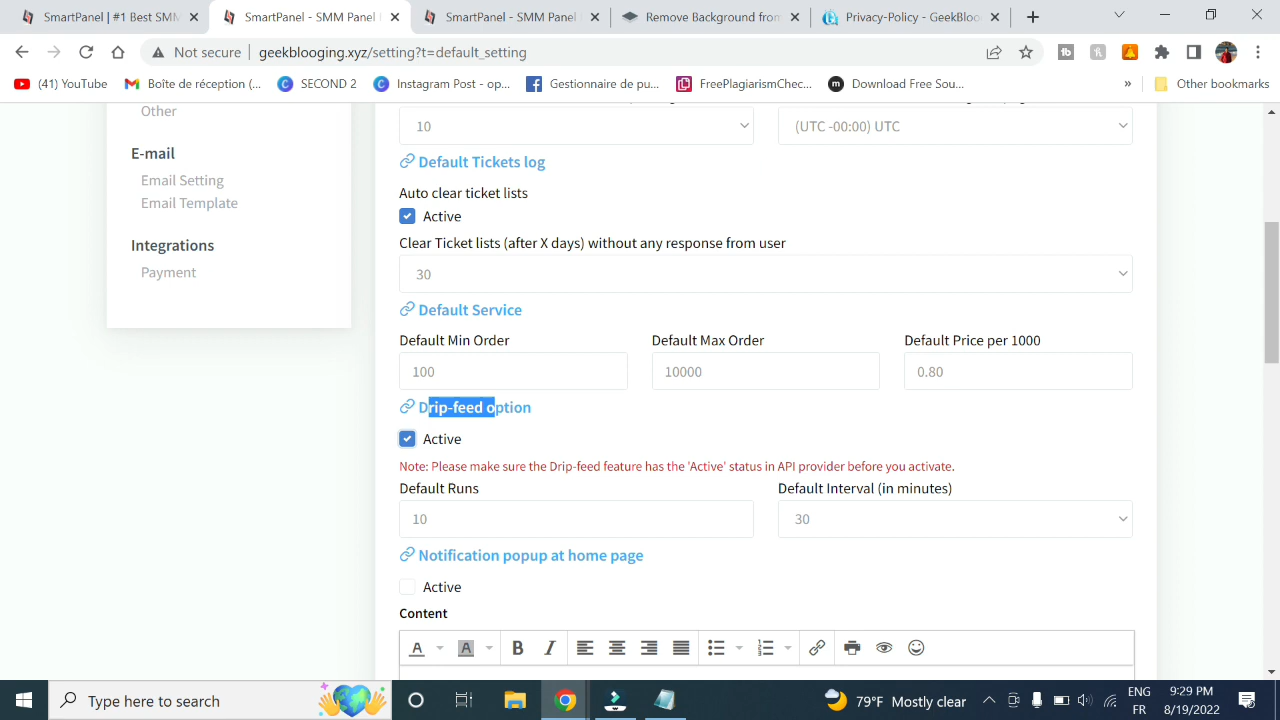 SmartPanel | #1 Best SMM
SmartPanel - SMM Panel
SmartPanel - SMM Panel
Remove Background from
Privacy-Policy - GeekBloo
Not secure
geekblooging.xyz/setting?t=default_setting
(41) YouTube
Boîte de réception (...
SECOND 2
Instagram Post - op...
Gestionnaire de pu...
FreePlagiarismChec...
Download Free Sou...
»
Other bookmarks
Other
E-mail
Email Setting
Email Template
Integrations
Payment
10
(UTC -00:00) UTC
Default Tickets log
Auto clear ticket lists
Active
Clear Ticket lists (after X days) without any response from user
30
Default Service
Default Min Order
Default Max Order
Default Price per 1000
100
10000
0.80
Drip-feed option
Active
Note: Please make sure the Drip-feed feature has the 'Active' status in API provider before you activate.
Default Runs
Default Interval (in minutes)
10
30
Notification popup at home page
Active
Content
A A B I
Type here to search
79°F Mostly clear
ENG
FR
9:29 PM
8/19/2022